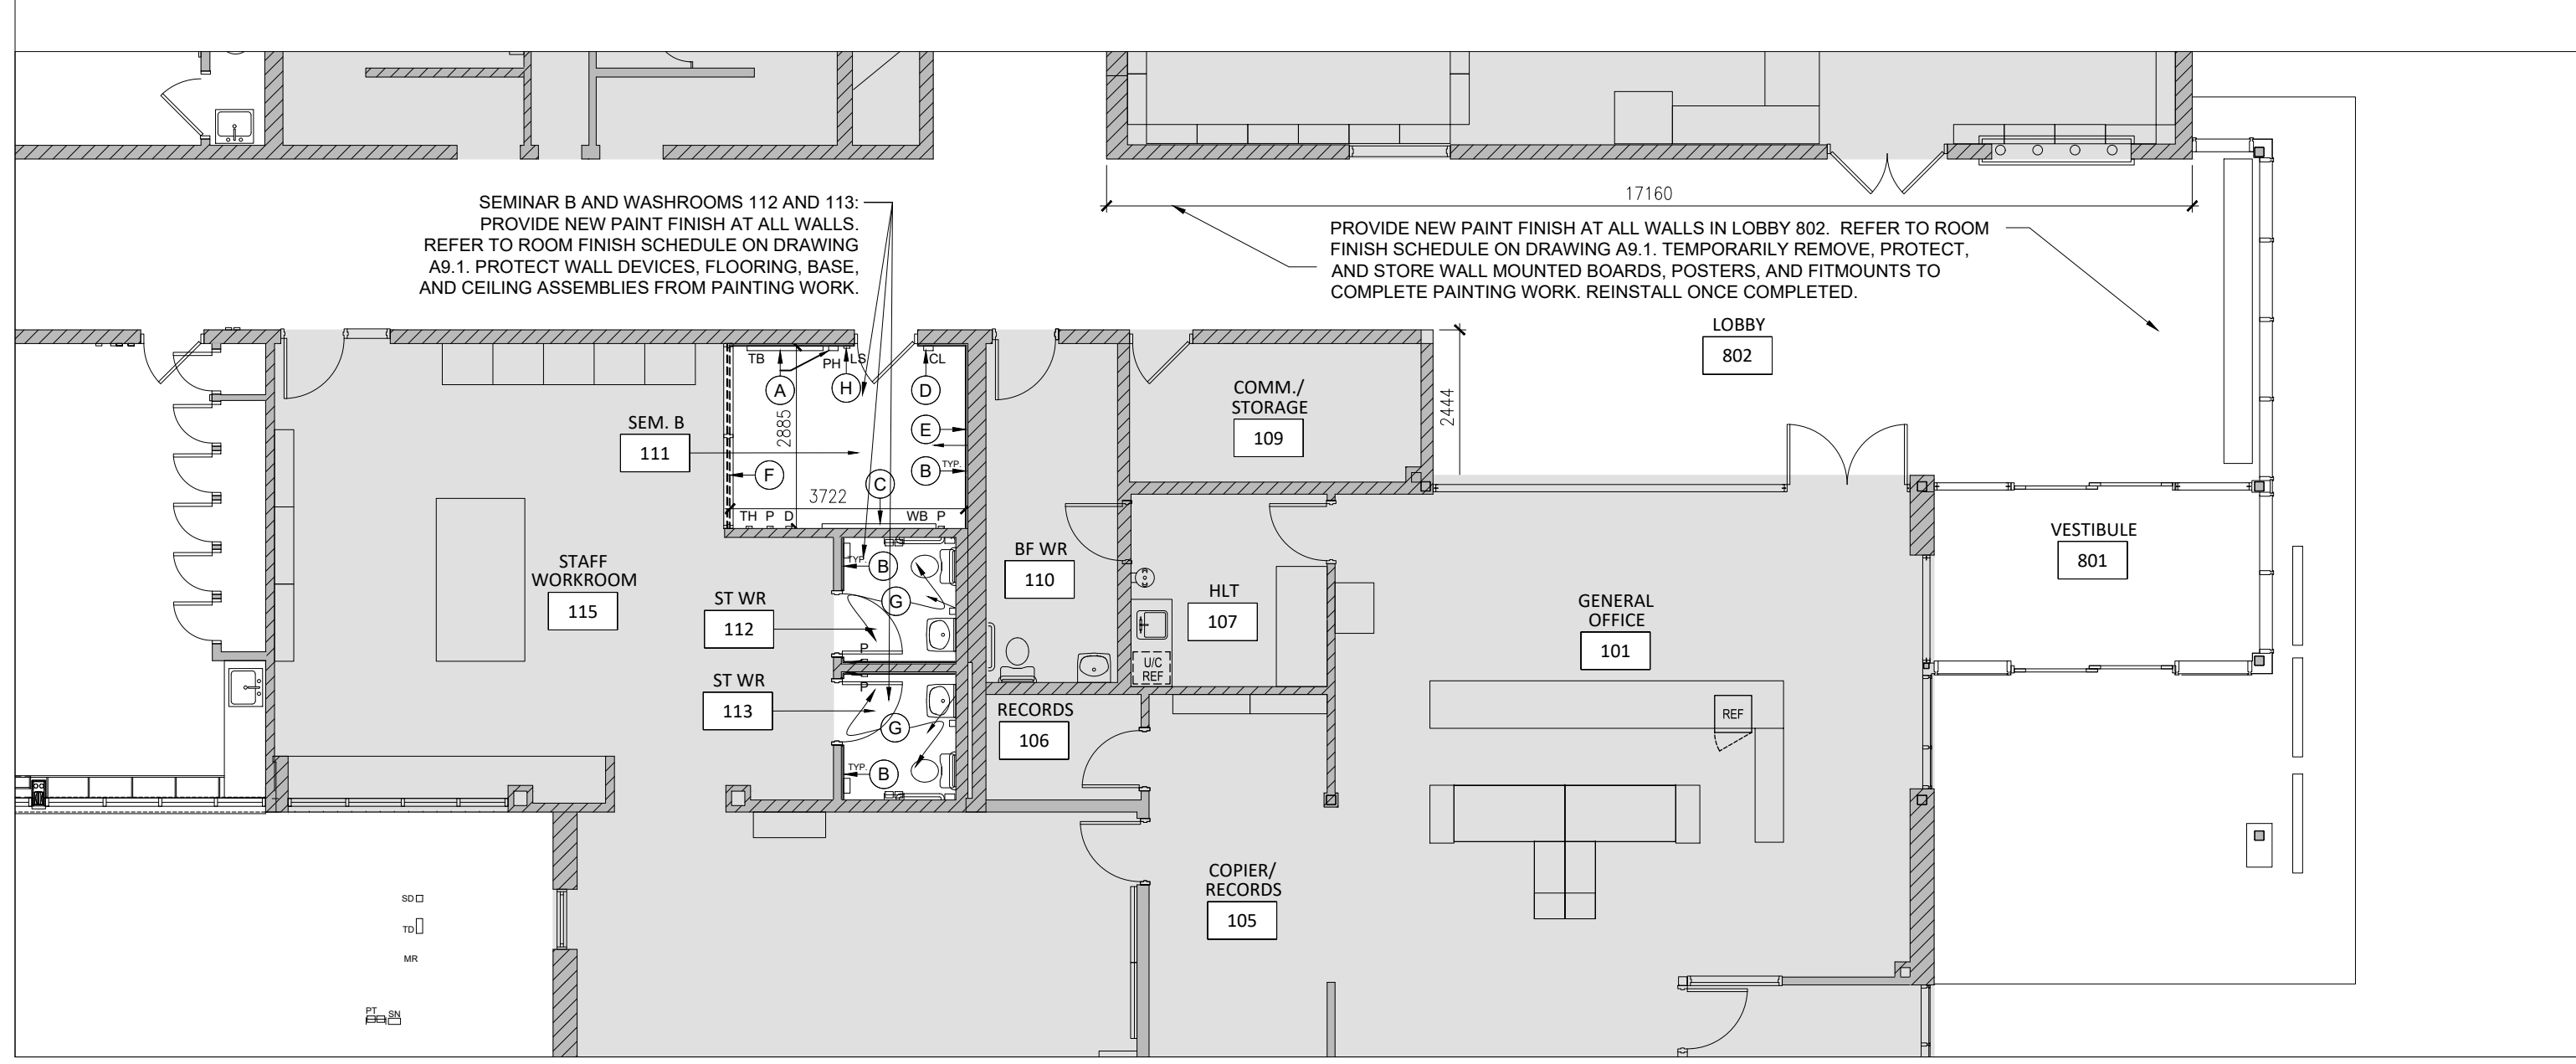 17160
SEMINAR B AND WASHROOMS 112 AND 113:
PROVIDE NEW PAINT FINISH AT ALL WALLS.
REFER TO ROOM FINISH SCHEDULE ON DRAWING
A9.1. PROTECT WALL DEVICES, FLOORING, BASE,
AND CEILING ASSEMBLIES FROM PAINTING WORK.
PROVIDE NEW PAINT FINISH AT ALL WALLS IN LOBBY 802. REFER TO ROOM
FINISH SCHEDULE ON DRAWING A9.1. TEMPORARILY REMOVE, PROTECT,
AND STORE WALL MOUNTED BOARDS, POSTERS, AND FITMOUNTS TO
COMPLETE PAINTING WORK. REINSTALL ONCE COMPLETED.
LOBBY
802
TB
PH
LS
CL
A
H
D
2885
E
B
TYP.
F
C
3722
TH P D
WB P
SEM. B
111
COMM./
STORAGE
109
2444
STAFF
WORKROOM
115
TYP.
B
G
P
ST WR
112
ST WR
113
P
G
TYP.
B
BF WR
110
HLT
107
U/C
REF
RECORDS
106
GENERAL
OFFICE
101
REF
VESTIBULE
801
COPIER/
RECORDS
105
SD
TD
MR
PT
SN